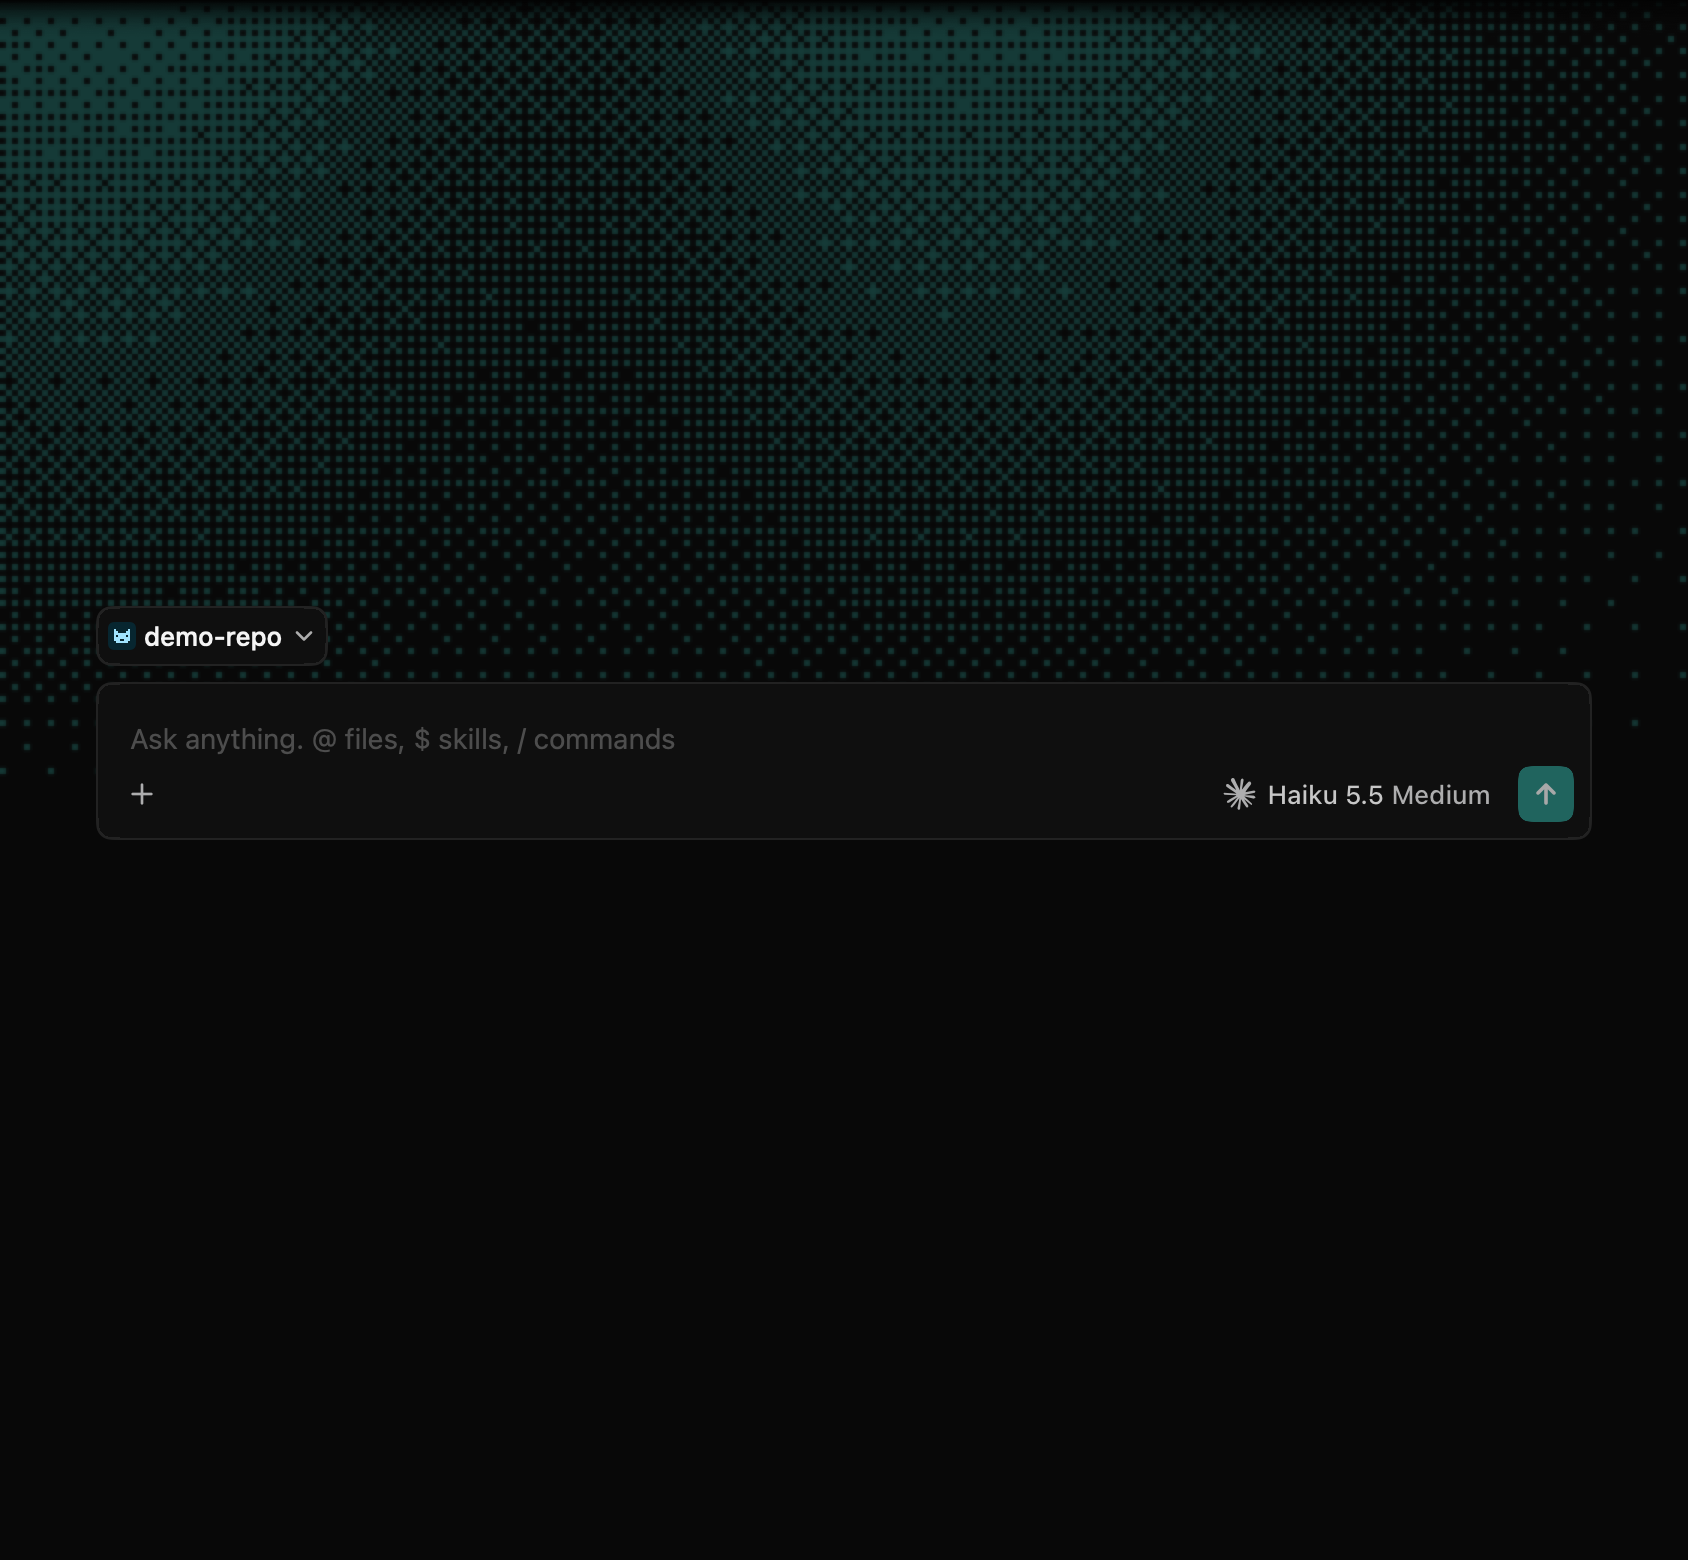 demo-repo
Ask anything. @ files, $ skills, / commands
Haiku 5.5 Medium